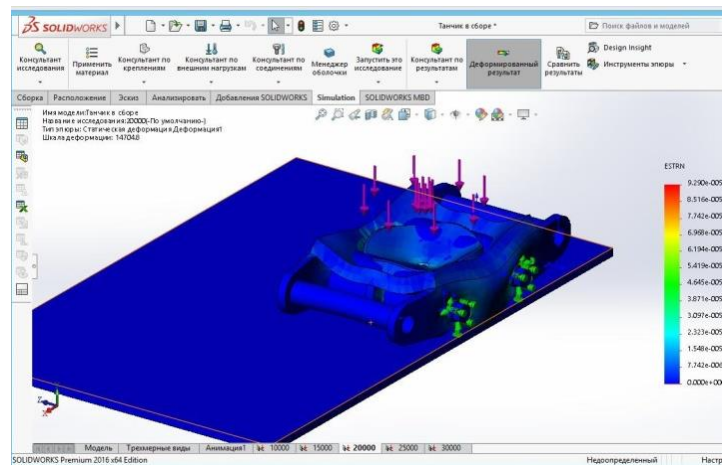 SOLIDWORKS
Танчик в сборе *
Поиск файлов и моделей
Консультант исследования
Применить материал
Консультант по креплениям
Консультант по внешним нагрузкам
Консультант по соединениям
Менеджер оболочки
Запустить это исследование
Консультант по результатам
Деформированный результат
Сравнить результаты
Design Insight
Инструменты эпюры
Сборка Расположение Эскиз Анализировать Добавления SOLIDWORKS Simulation SOLIDWORKS MBD
Имя модели:Танчик в сборе
Название исследования:20000(-По умолчанию-)
Тип эпюры: Статическая деформация Деформация1
Шкала деформации: 14704.8
ESTRN
9.290e-005
8.516e-005
7.742e-005
6.968e-005
6.194e-005
5.419e-005
4.645e-005
3.871e-005
3.097e-005
2.323e-005
1.548e-005
7.742e-006
0.000e+00
Модель Трехмерные виды Анимация1 10000 15000 20000 25000 30000
SOLIDWORKS Premium 2016 x64 Edition
Недоопределенный Настр